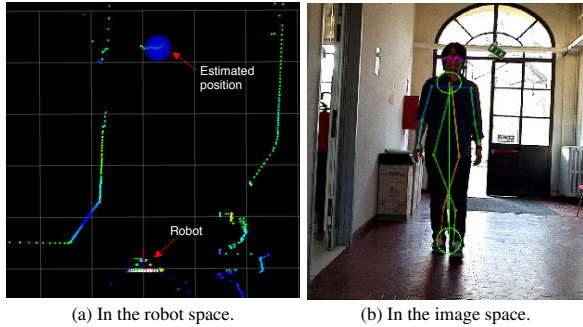 Estimated
position
Robot
(a) In the robot space.
(b) In the image space.